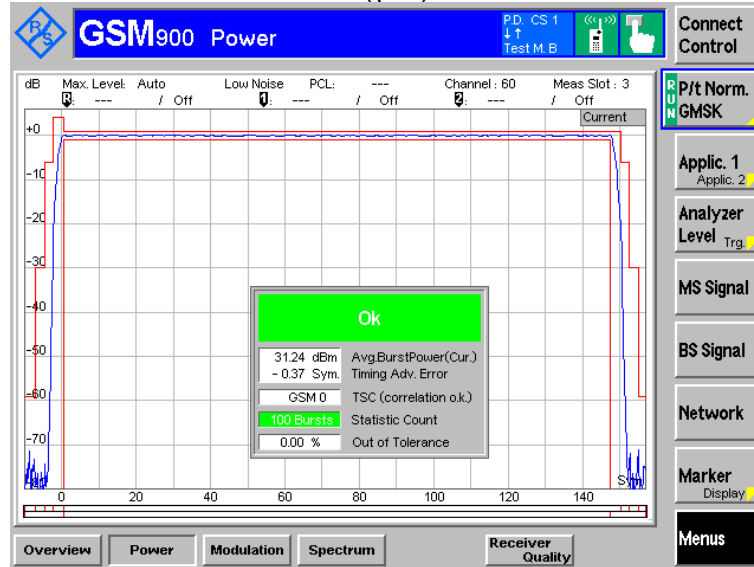 R/S GSM900 Power P.D. CS 1
Test M. B
Connect Control
dB Max. Level: Auto Low Noise PCL: --- Channel : 60 Meas Slot : 3
R: --- / Off 1: --- / Off 2: --- / Off
Current
RUN P/t Norm. GMSK
+0
-10
-20
-30
-40
-50
-60
-70
Applic. 1
Applic. 2
Analyzer Level Trg.
MS Signal
BS Signal
Network
Marker
Display
Menus
Ok
31.24 dBm Avg.BurstPower(Cur.)
- 0.37 Sym. Timing Adv. Error
GSM 0 TSC (correlation o.k.)
100 Bursts Statistic Count
0.00 % Out of Tolerance
0 20 40 60 80 100 120 140
Overview Power Modulation Spectrum Receiver Quality